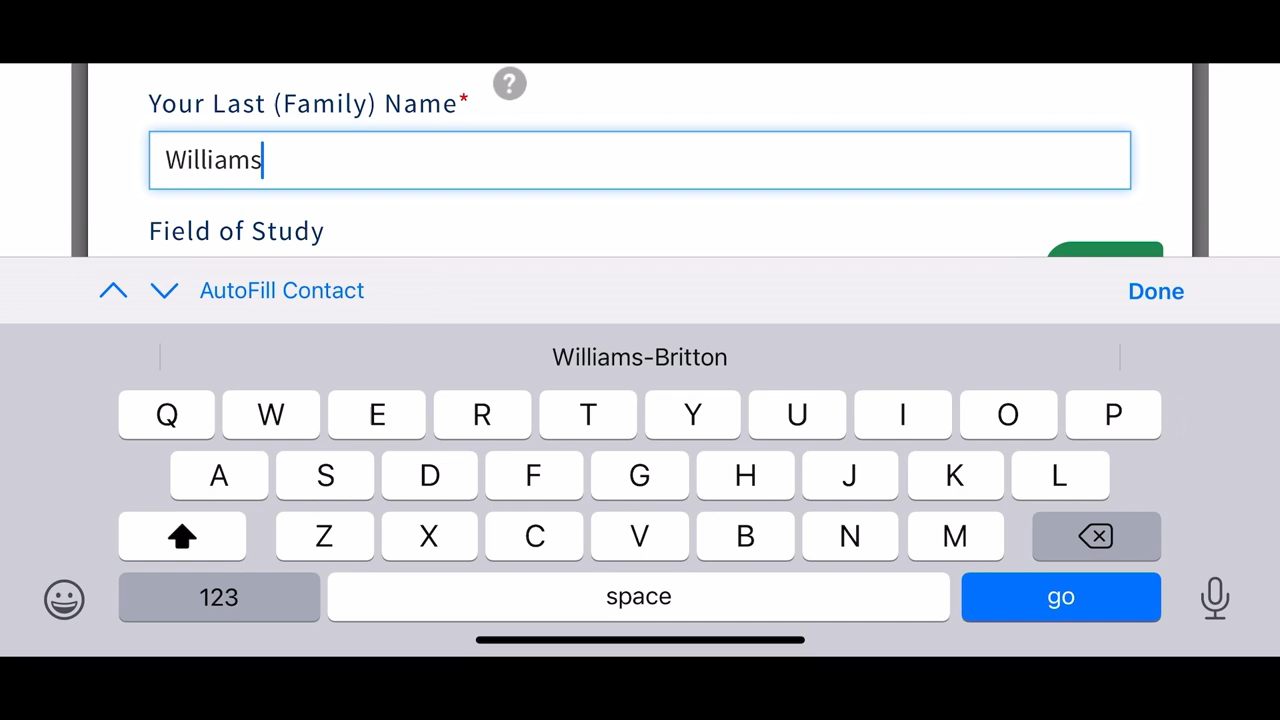 Your Last (Family) Name*
?
Williams
Field of Study
AutoFill Contact
Done
Williams-Britton
Q W E R T Y U I O P
A S D F G H J K L
Z X C V B N M
123 space go